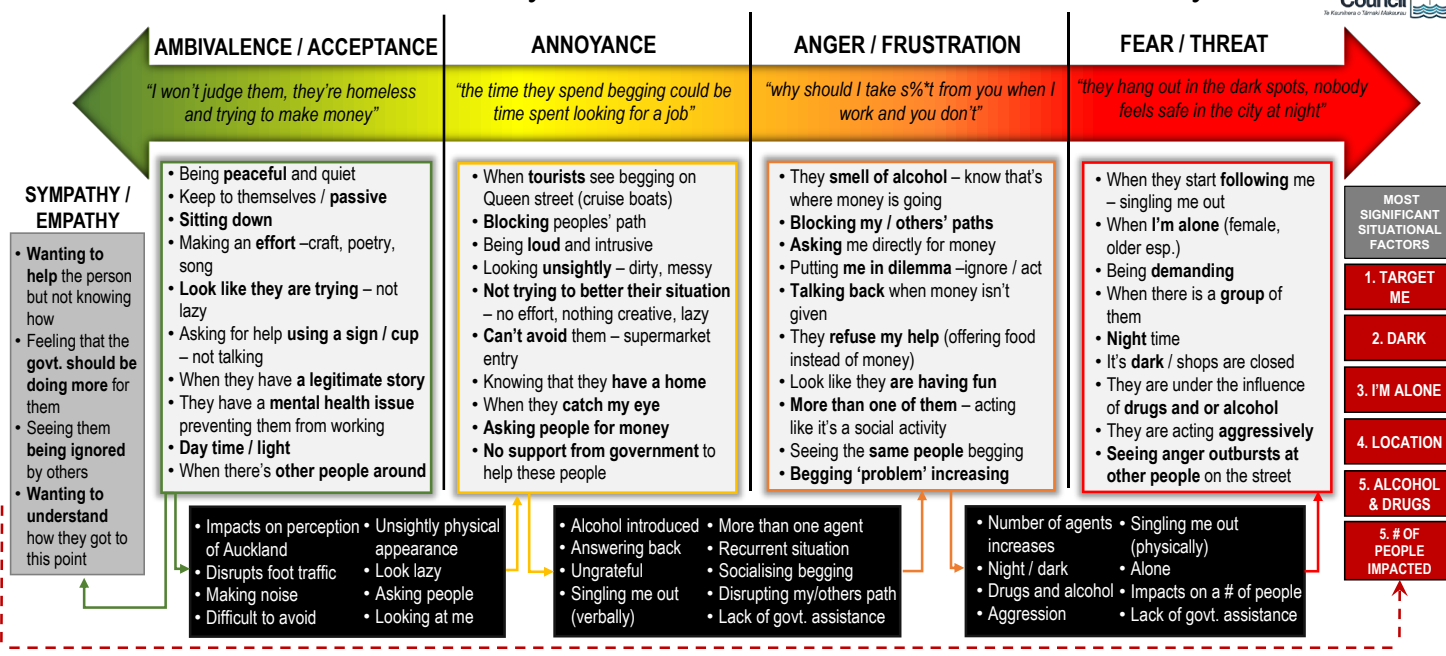 Council
Te Kaunihera o Tāmaki Makaurau
AMBIVALENCE / ACCEPTANCE
ANNOYANCE
ANGER / FRUSTRATION
FEAR / THREAT
"I won't judge them, they're homeless
and trying to make money"
"the time they spend begging could be
time spent looking for a job"
"why should I take s%*t from you when I
work and you don't"
"they hang out in the dark spots, nobody
feels safe in the city at night"
SYMPATHY /
EMPATHY
• Wanting to
help the person
but not knowing
how
• Feeling that the
govt. should be
doing more for
them
• Seeing them
being ignored
by others
• Wanting to
understand
how they got to
this point
• Being peaceful and quiet
• Keep to themselves / passive
• Sitting down
• Making an effort –craft, poetry,
song
• Look like they are trying – not
lazy
• Asking for help using a sign / cup
– not talking
• When they have a legitimate story
• They have a mental health issue
preventing them from working
• Day time / light
• When there's other people around
• When tourists see begging on
Queen street (cruise boats)
• Blocking peoples' path
• Being loud and intrusive
• Looking unsightly – dirty, messy
• Not trying to better their situation
– no effort, nothing creative, lazy
• Can't avoid them – supermarket
entry
• Knowing that they have a home
• When they catch my eye
• Asking people for money
• No support from government to
help these people
• They smell of alcohol – know that's
where money is going
• Blocking my / others' paths
• Asking me directly for money
• Putting me in dilemma –ignore / act
• Talking back when money isn't
given
• They refuse my help (offering food
instead of money)
• Look like they are having fun
• More than one of them – acting
like it's a social activity
• Seeing the same people begging
• Begging 'problem' increasing
• When they start following me
– singling me out
• When I'm alone (female,
older esp.)
• Being demanding
• When there is a group of
them
• Night time
• It's dark / shops are closed
• They are under the influence
of drugs and or alcohol
• They are acting aggressively
• Seeing anger outbursts at
other people on the street
MOST
SIGNIFICANT
SITUATIONAL
FACTORS
1. TARGET
ME
2. DARK
3. I'M ALONE
4. LOCATION
5. ALCOHOL
& DRUGS
5. # OF
PEOPLE
IMPACTED
• Impacts on perception
of Auckland
• Disrupts foot traffic
• Making noise
• Difficult to avoid
• Unsightly physical
appearance
• Look lazy
• Asking people
• Looking at me
• Alcohol introduced
• Answering back
• Ungrateful
• Singling me out
(verbally)
• More than one agent
• Recurrent situation
• Socialising begging
• Disrupting my/others path
• Lack of govt. assistance
• Number of agents
increases
• Night / dark
• Drugs and alcohol
• Aggression
• Singling me out
(physically)
• Alone
• Impacts on a # of people
• Lack of govt. assistance